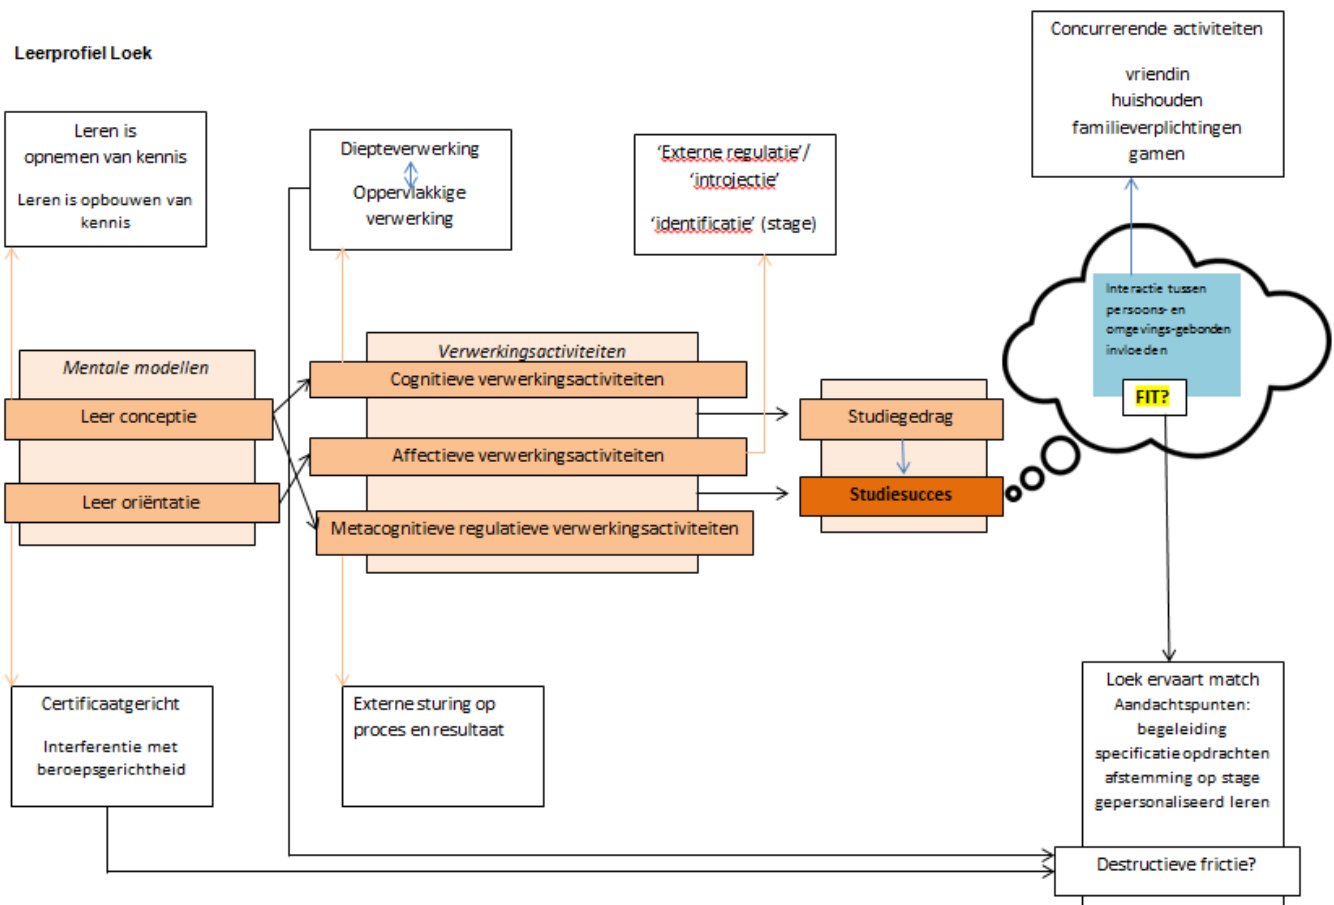 Leerprofiel Loek
Concurrerende activiteiten
vriendin
huishouden
familieverplichtingen
gamen
Leren is
opnemen van kennis
Leren is opbouwen van
kennis
Diepteverwerking
Oppervlakkige
verwerking
‘Externe regulatie’/
‘introjectie’
‘identificatie’ (stage)
Interactie tussen
persoons- en
omgevings-gebonden
invloeden
FIT?
Mentale modellen
Leer conceptie
Leer oriëntatie
Verwerkingsactiviteiten
Cognitieve verwerkingsactiviteiten
Affectieve verwerkingsactiviteiten
Metacognitieve regulatieve verwerkingsactiviteiten
Studiegedrag
Studiesucces
Certificaatgericht
Interferentie met
beroepsgerichtheid
Externe sturing op
proces en resultaat
Loek ervaart match
Aandachtspunten:
begeleiding
specificatie opdrachten
afstemming op stage
gepersonaliseerd leren
Destructieve frictie?